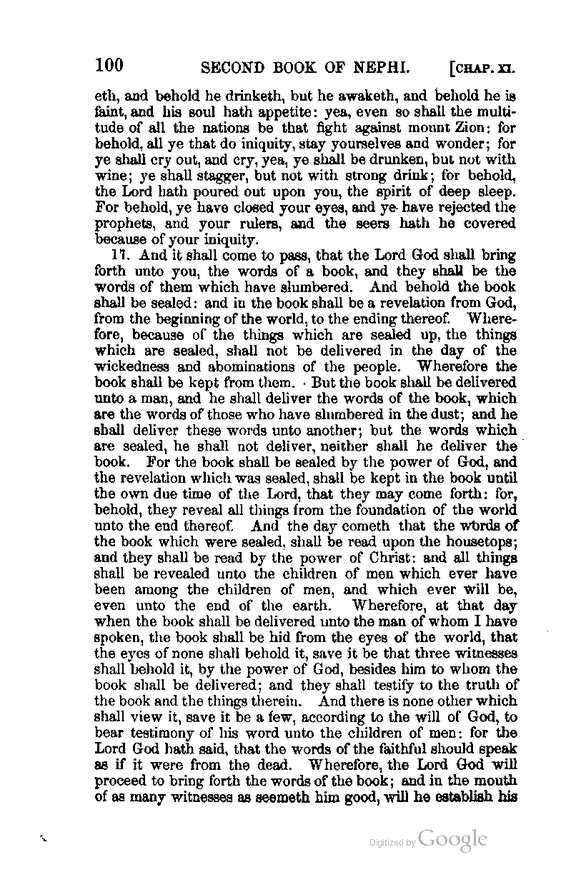 100 SECOND BOOK OF NEPHI. [CHAP. XI.
eth, and behold he drinketh, but he awaketh, and behold he is
faint, and his soul hath appetite: yea, even so shall the multi-
tude of all the nations be that fight against mount Zion: for
behold, all ye that do iniquity, stay yourselves and wonder; for
ye shall cry out, and cry, yea, ye shall be drunken, but not with
wine; ye shall stagger, but not with strong drink; for behold,
the Lord hath poured out upon you, the spirit of deep sleep.
For behold, ye have closed your eyes, and ye have rejected the
prophets, and your rulers, and the seers hath he covered
because of your iniquity.
17. And it shall come to pass, that the Lord God shall bring
forth unto you, the words of a book, and they shall be the
words of them which have slumbered. And behold the book
shall be sealed: and in the book shall be a revelation from God,
from the beginning of the world, to the ending thereof. Where-
fore, because of the things which are sealed up, the things
which are sealed, shall not be delivered in the day of the
wickedness and abominations of the people. Wherefore the
book shall be kept from them. But the book shall be delivered
unto a man, and he shall deliver the words of the book, which
are the words of those who have slumbered in the dust; and he
shall deliver these words unto another; but the words which
are sealed, he shall not deliver, neither shall he deliver the
book. For the book shall be sealed by the power of God, and
the revelation which was sealed, shall be kept in the book until
the own due time of the Lord, that they may come forth: for,
behold, they reveal all things from the foundation of the world
unto the end thereof. And the day cometh that the words of
the book which were sealed, shall be read upon the housetops;
and they shall be read by the power of Christ: and all things
shall be revealed unto the children of men which ever have
been among the children of men, and which ever will be,
even unto the end of the earth. Wherefore, at that day
when the book shall be delivered unto the man of whom I have
spoken, the book shall be hid from the eyes of the world, that
the eyes of none shall behold it, save it be that three witnesses
shall behold it, by the power of God, besides him to whom the
book shall be delivered; and they shall testify to the truth of
the book and the things therein. And there is none other which
shall view it, save it be a few, according to the will of God, to
bear testimony of his word unto the children of men: for the
Lord God hath said, that the words of the faithful should speak
as if it were from the dead. Wherefore, the Lord God will
proceed to bring forth the words of the book; and in the mouth
of as many witnesses as seemeth him good, will he establish his
Digitized by Google